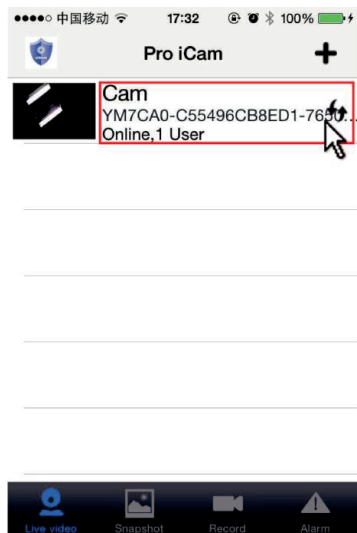 中国移动 17:32 100%
Pro iCam
Cam
YM7CA0-C55496CB8ED1-7650...
Online,1 User
Live video Snapshot Record Alarm